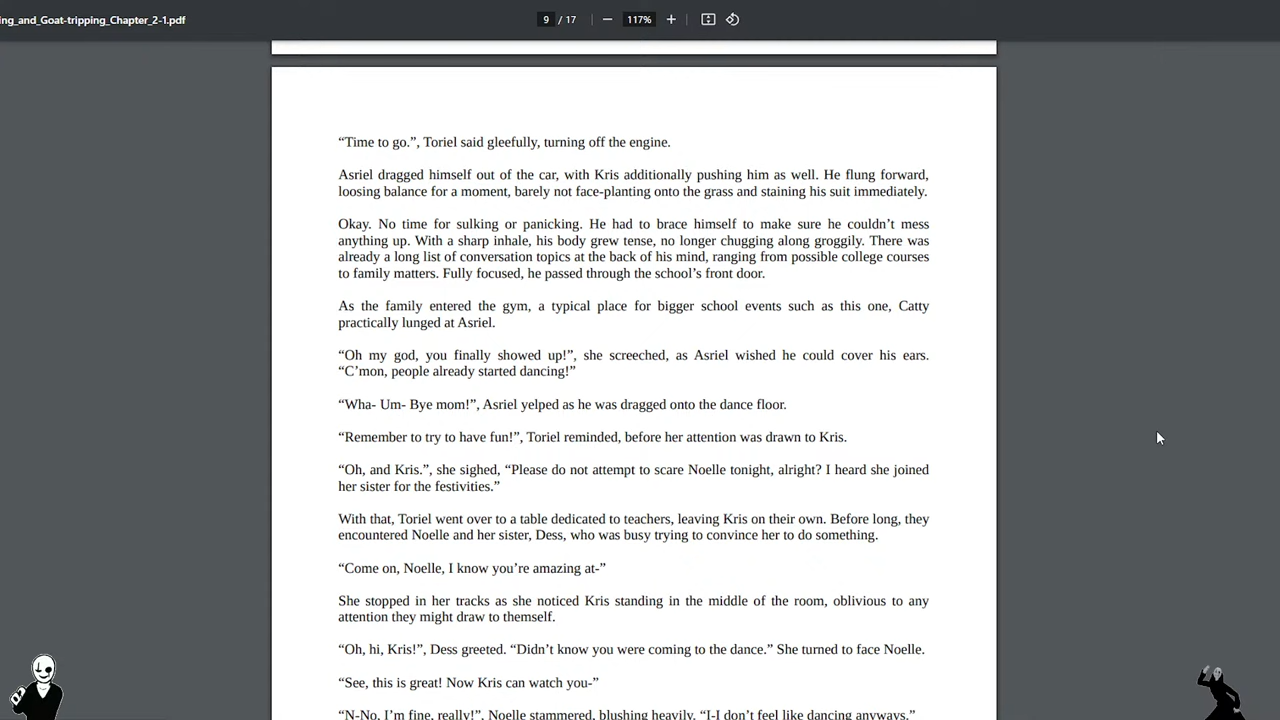 ing_and_Goat-tripping_Chapter_2-1.pdf
9 / 17
117%
“Time to go.”, Toriel said gleefully, turning off the engine.
Asriel dragged himself out of the car, with Kris additionally pushing him as well. He flung forward,
loosing balance for a moment, barely not face-planting onto the grass and staining his suit immediately.
Okay. No time for sulking or panicking. He had to brace himself to make sure he couldn’t mess
anything up. With a sharp inhale, his body grew tense, no longer chugging along groggily. There was
already a long list of conversation topics at the back of his mind, ranging from possible college courses
to family matters. Fully focused, he passed through the school’s front door.
As the family entered the gym, a typical place for bigger school events such as this one, Catty
practically lunged at Asriel.
“Oh my god, you finally showed up!”, she screeched, as Asriel wished he could cover his ears.
“C’mon, people already started dancing!”
“Wha- Um- Bye mom!”, Asriel yelped as he was dragged onto the dance floor.
“Remember to try to have fun!”, Toriel reminded, before her attention was drawn to Kris.
“Oh, and Kris.”, she sighed, “Please do not attempt to scare Noelle tonight, alright? I heard she joined
her sister for the festivities.”
With that, Toriel went over to a table dedicated to teachers, leaving Kris on their own. Before long, they
encountered Noelle and her sister, Dess, who was busy trying to convince her to do something.
“Come on, Noelle, I know you’re amazing at-”
She stopped in her tracks as she noticed Kris standing in the middle of the room, oblivious to any
attention they might draw to themself.
“Oh, hi, Kris!”, Dess greeted. “Didn’t know you were coming to the dance.” She turned to face Noelle.
“See, this is great! Now Kris can watch you-”
“N-No, I’m fine, really!”, Noelle stammered, blushing heavily. “I-I don’t feel like dancing anyways.”